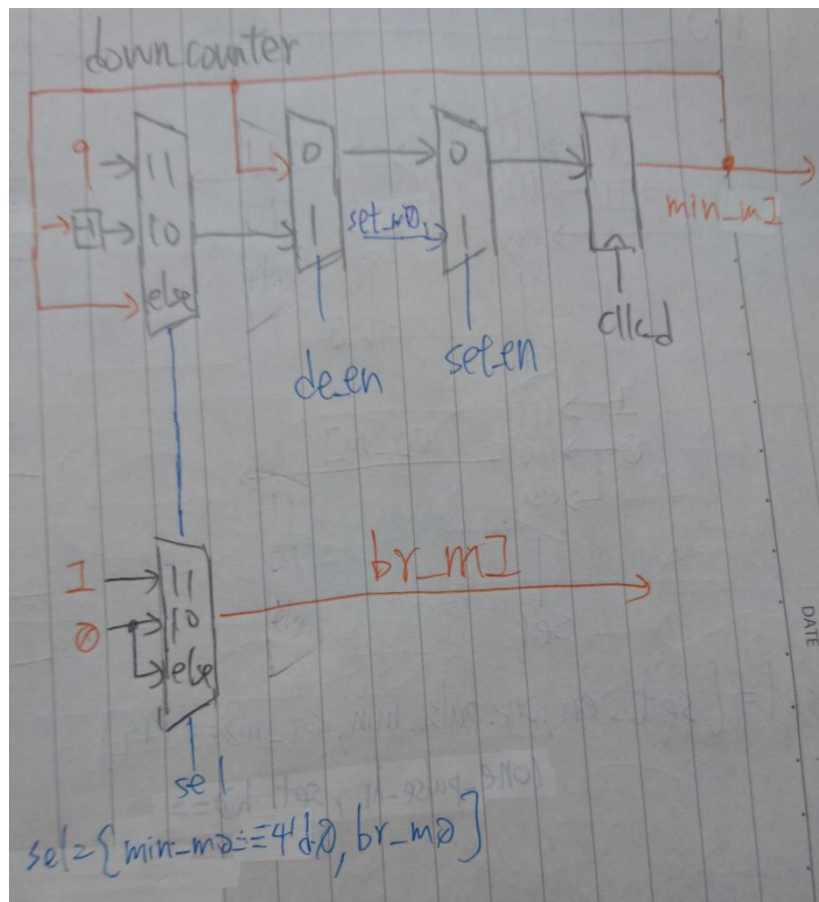 down counter
9
11
0
0
-1
10
1
set_m0
1
min_m1
else
clk_d
de_en
set_en
br_m1
1
11
0
10
else
DATE
sel
sel={min_m0==4'd0, br_m0}